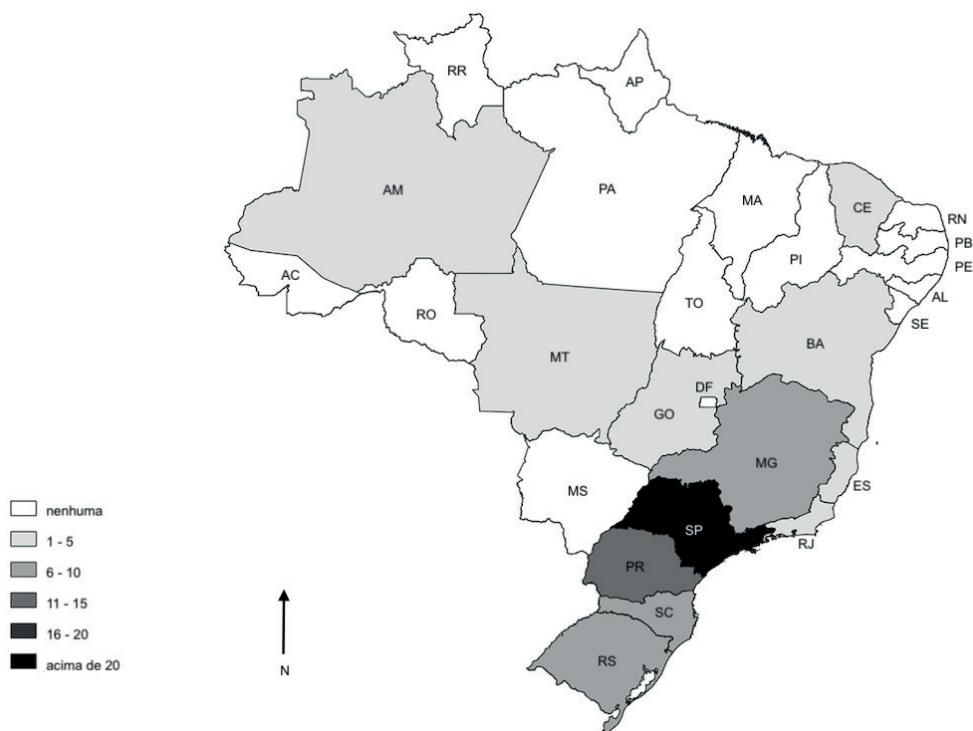 RR
AP
AM
PA
MA
CE
RN
PB
PE
PI
AC
AL
TO
RO
SE
BA
MT
DF
GO
MG
ES
MS
SP
RJ
PR
SC
RS
nenhuma
1 - 5
6 - 10
11 - 15
16 - 20
acima de 20
N